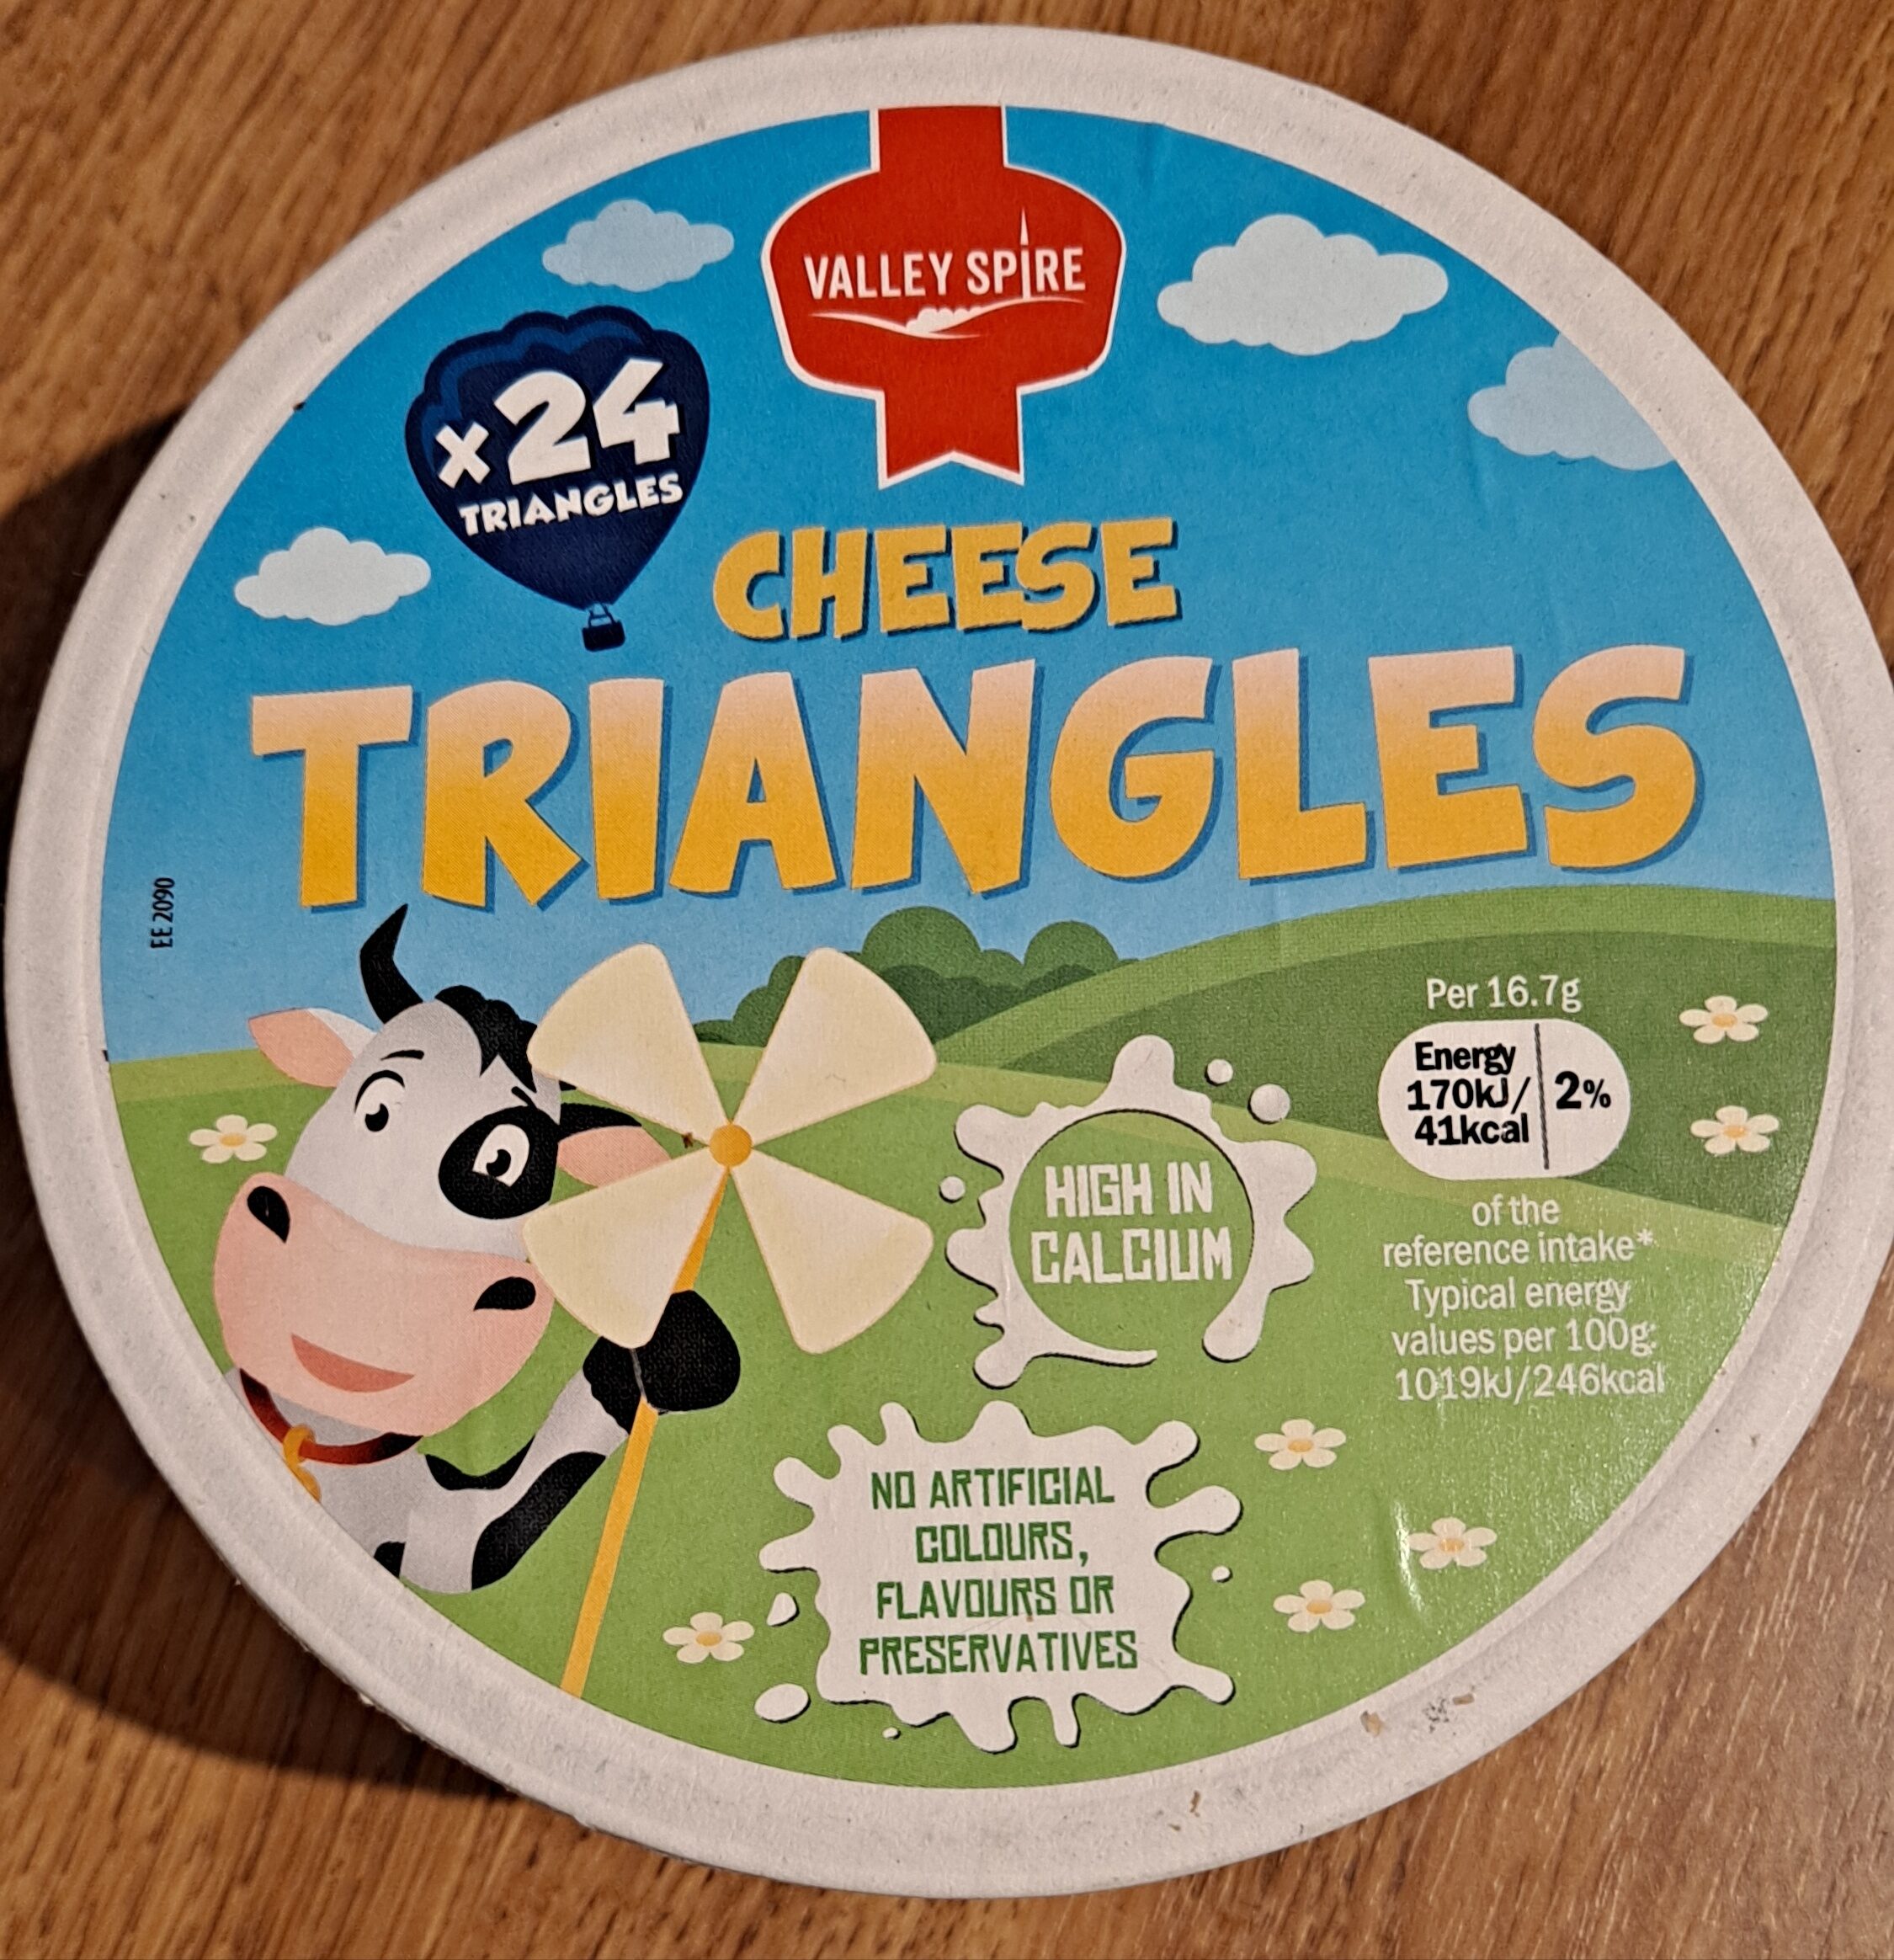 VALLEY SPIRE
x24
TRIANGLES
CHEESE
TRIANGLES
EE 2090
Per 16.7g
Energy
170kJ/
41kcal
2%
of the
reference intake*
Typical energy
values per 100g:
1019kJ/246kcal
HIGH IN
CALCIUM
NO ARTIFICIAL
COLOURS,
FLAVOURS OR
PRESERVATIVES